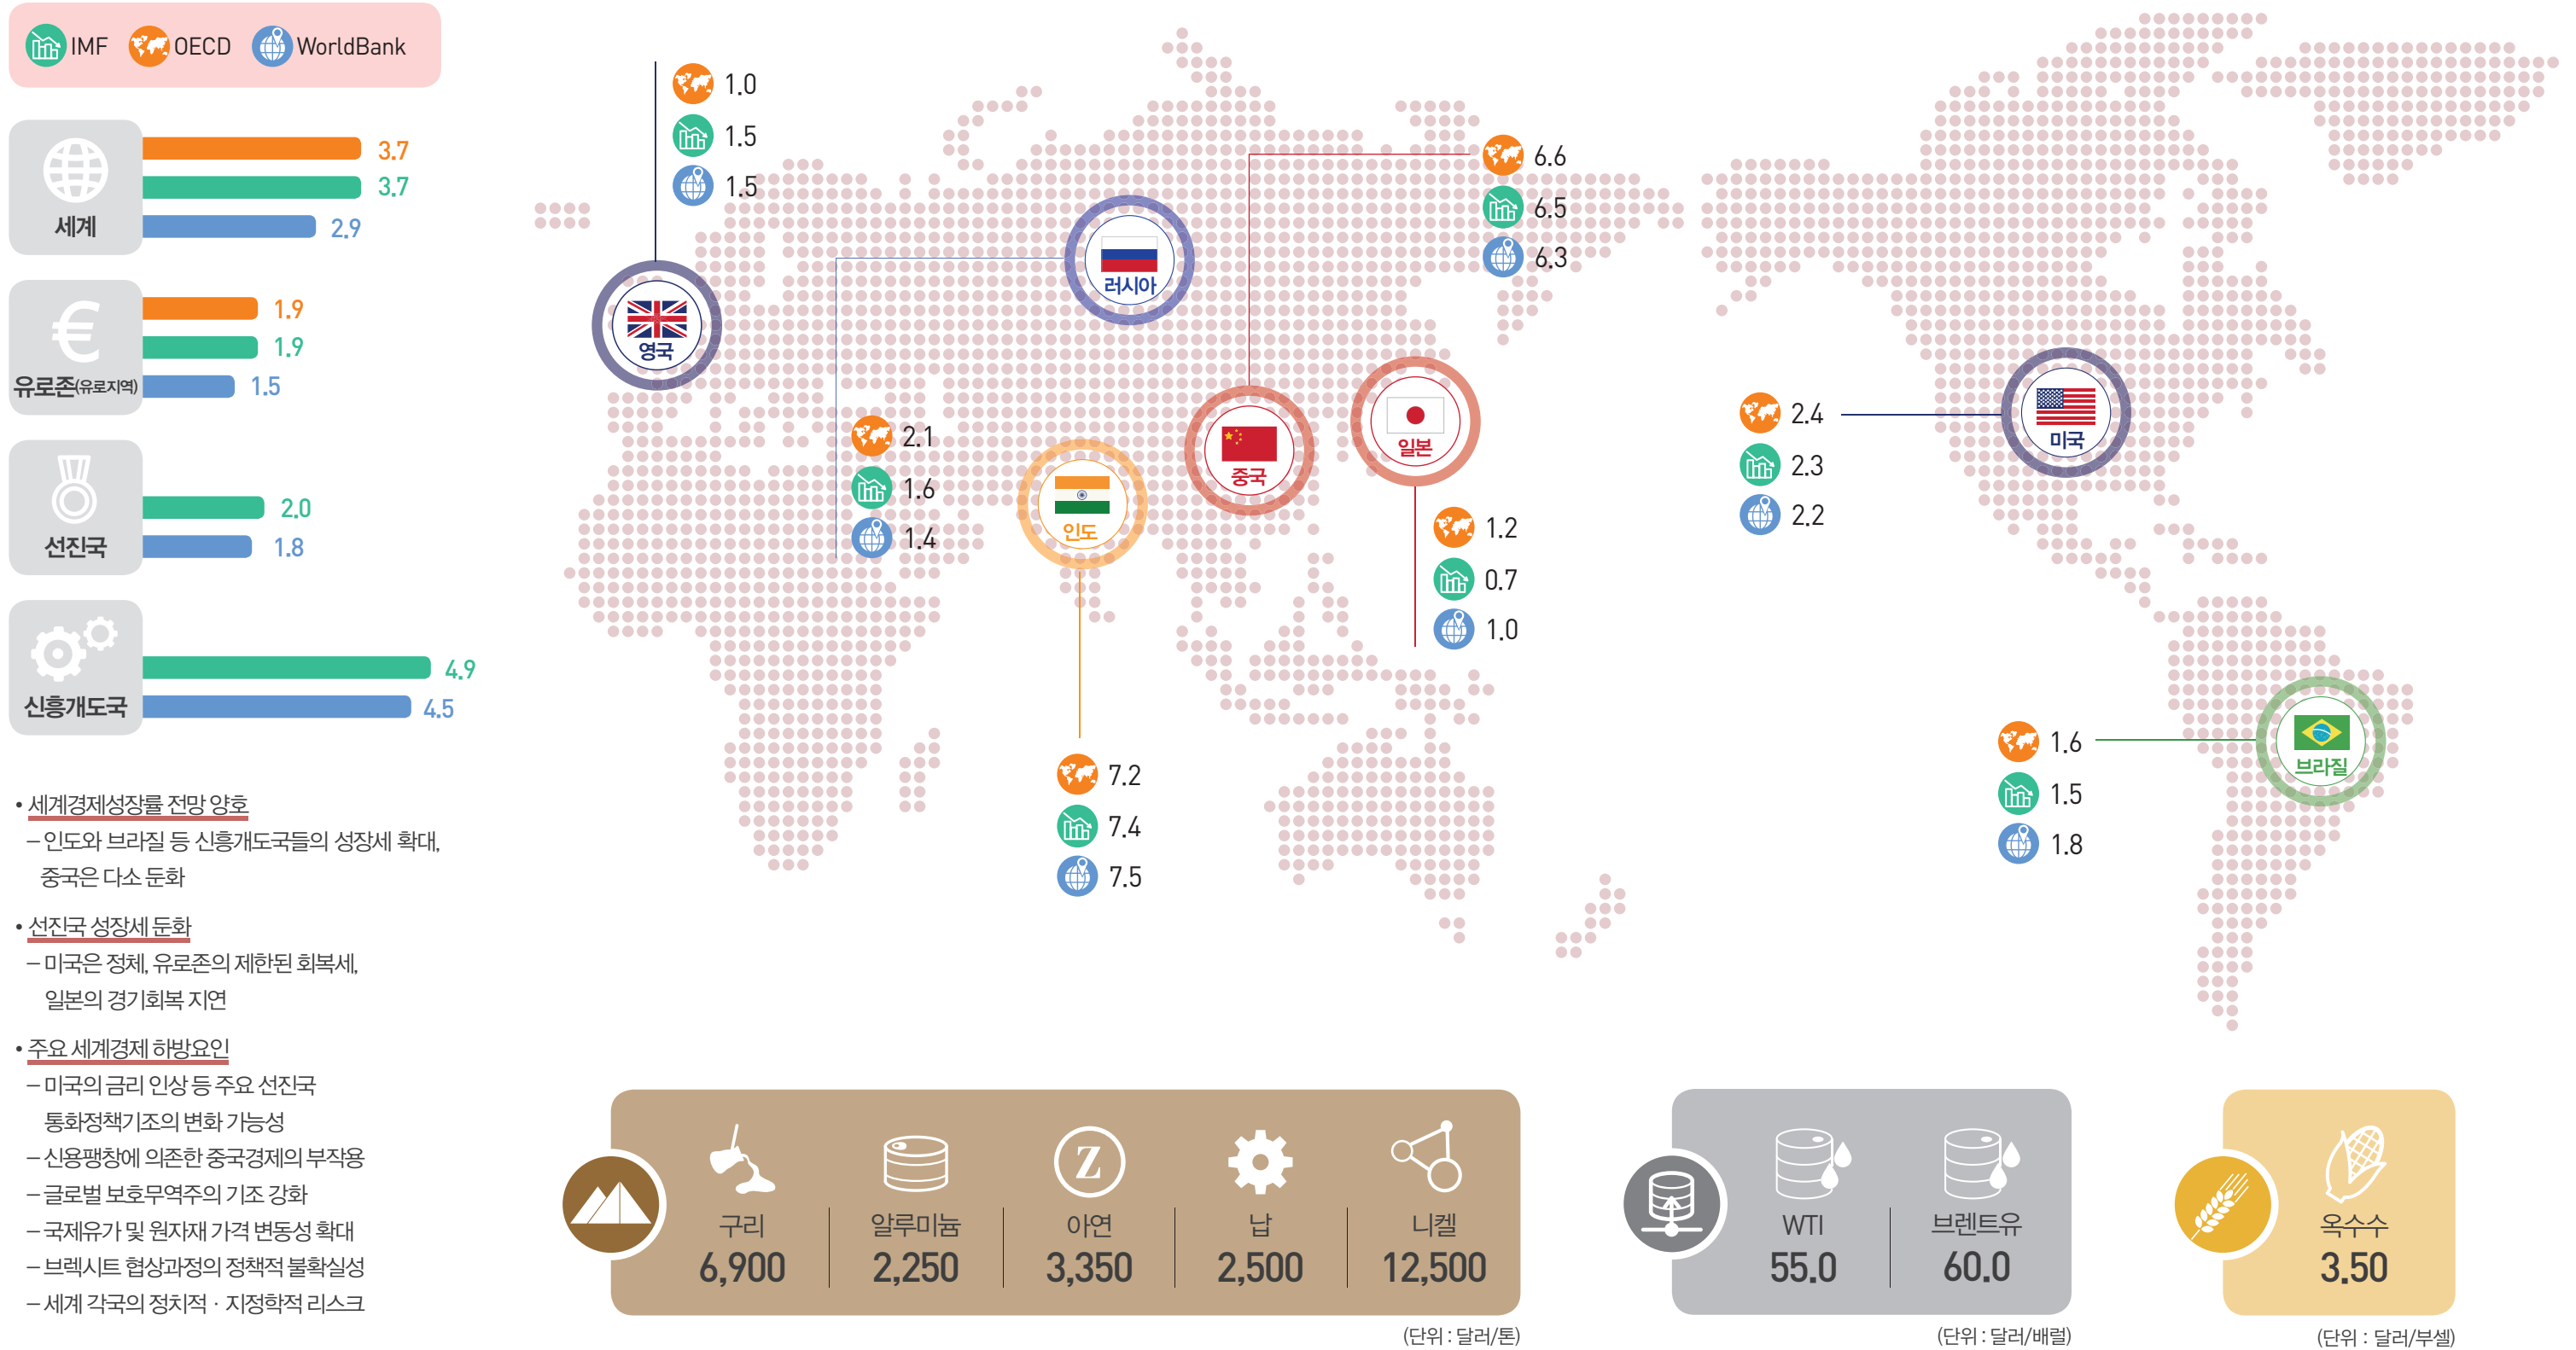 IMF OECD WorldBank
세계
3.7
3.7
2.9
유로존(유로지역)
1.9
1.9
1.5
선진국
2.0
1.8
신흥개도국
4.9
4.5
• 세계경제성장률 전망 양호
– 인도와 브라질 등 신흥개도국들의 성장세 확대,
중국은 다소 둔화
• 선진국 성장세 둔화
– 미국은 정체, 유로존의 제한된 회복세,
일본의 경기회복 지연
• 주요 세계경제 하방요인
– 미국의 금리 인상 등 주요 선진국
통화정책기조의 변화 가능성
– 신용팽창에 의존한 중국경제의 부작용
– 글로벌 보호무역주의 기조 강화
– 국제유가 및 원자재 가격 변동성 확대
– 브렉시트 협상과정의 정책적 불확실성
– 세계 각국의 정치적 · 지정학적 리스크
영국
1.0
1.5
1.5
러시아
2.1
1.6
1.4
인도
7.2
7.4
7.5
중국
6.6
6.5
6.3
일본
1.2
0.7
1.0
미국
2.4
2.3
2.2
브라질
1.6
1.5
1.8
Z
구리 알루미늄 아연 납 니켈
6,900 2,250 3,350 2,500 12,500
(단위 : 달러/톤)
WTI 브렌트유
55.0 60.0
(단위 : 달러/배럴)
옥수수
3.50
(단위 : 달러/부셸)